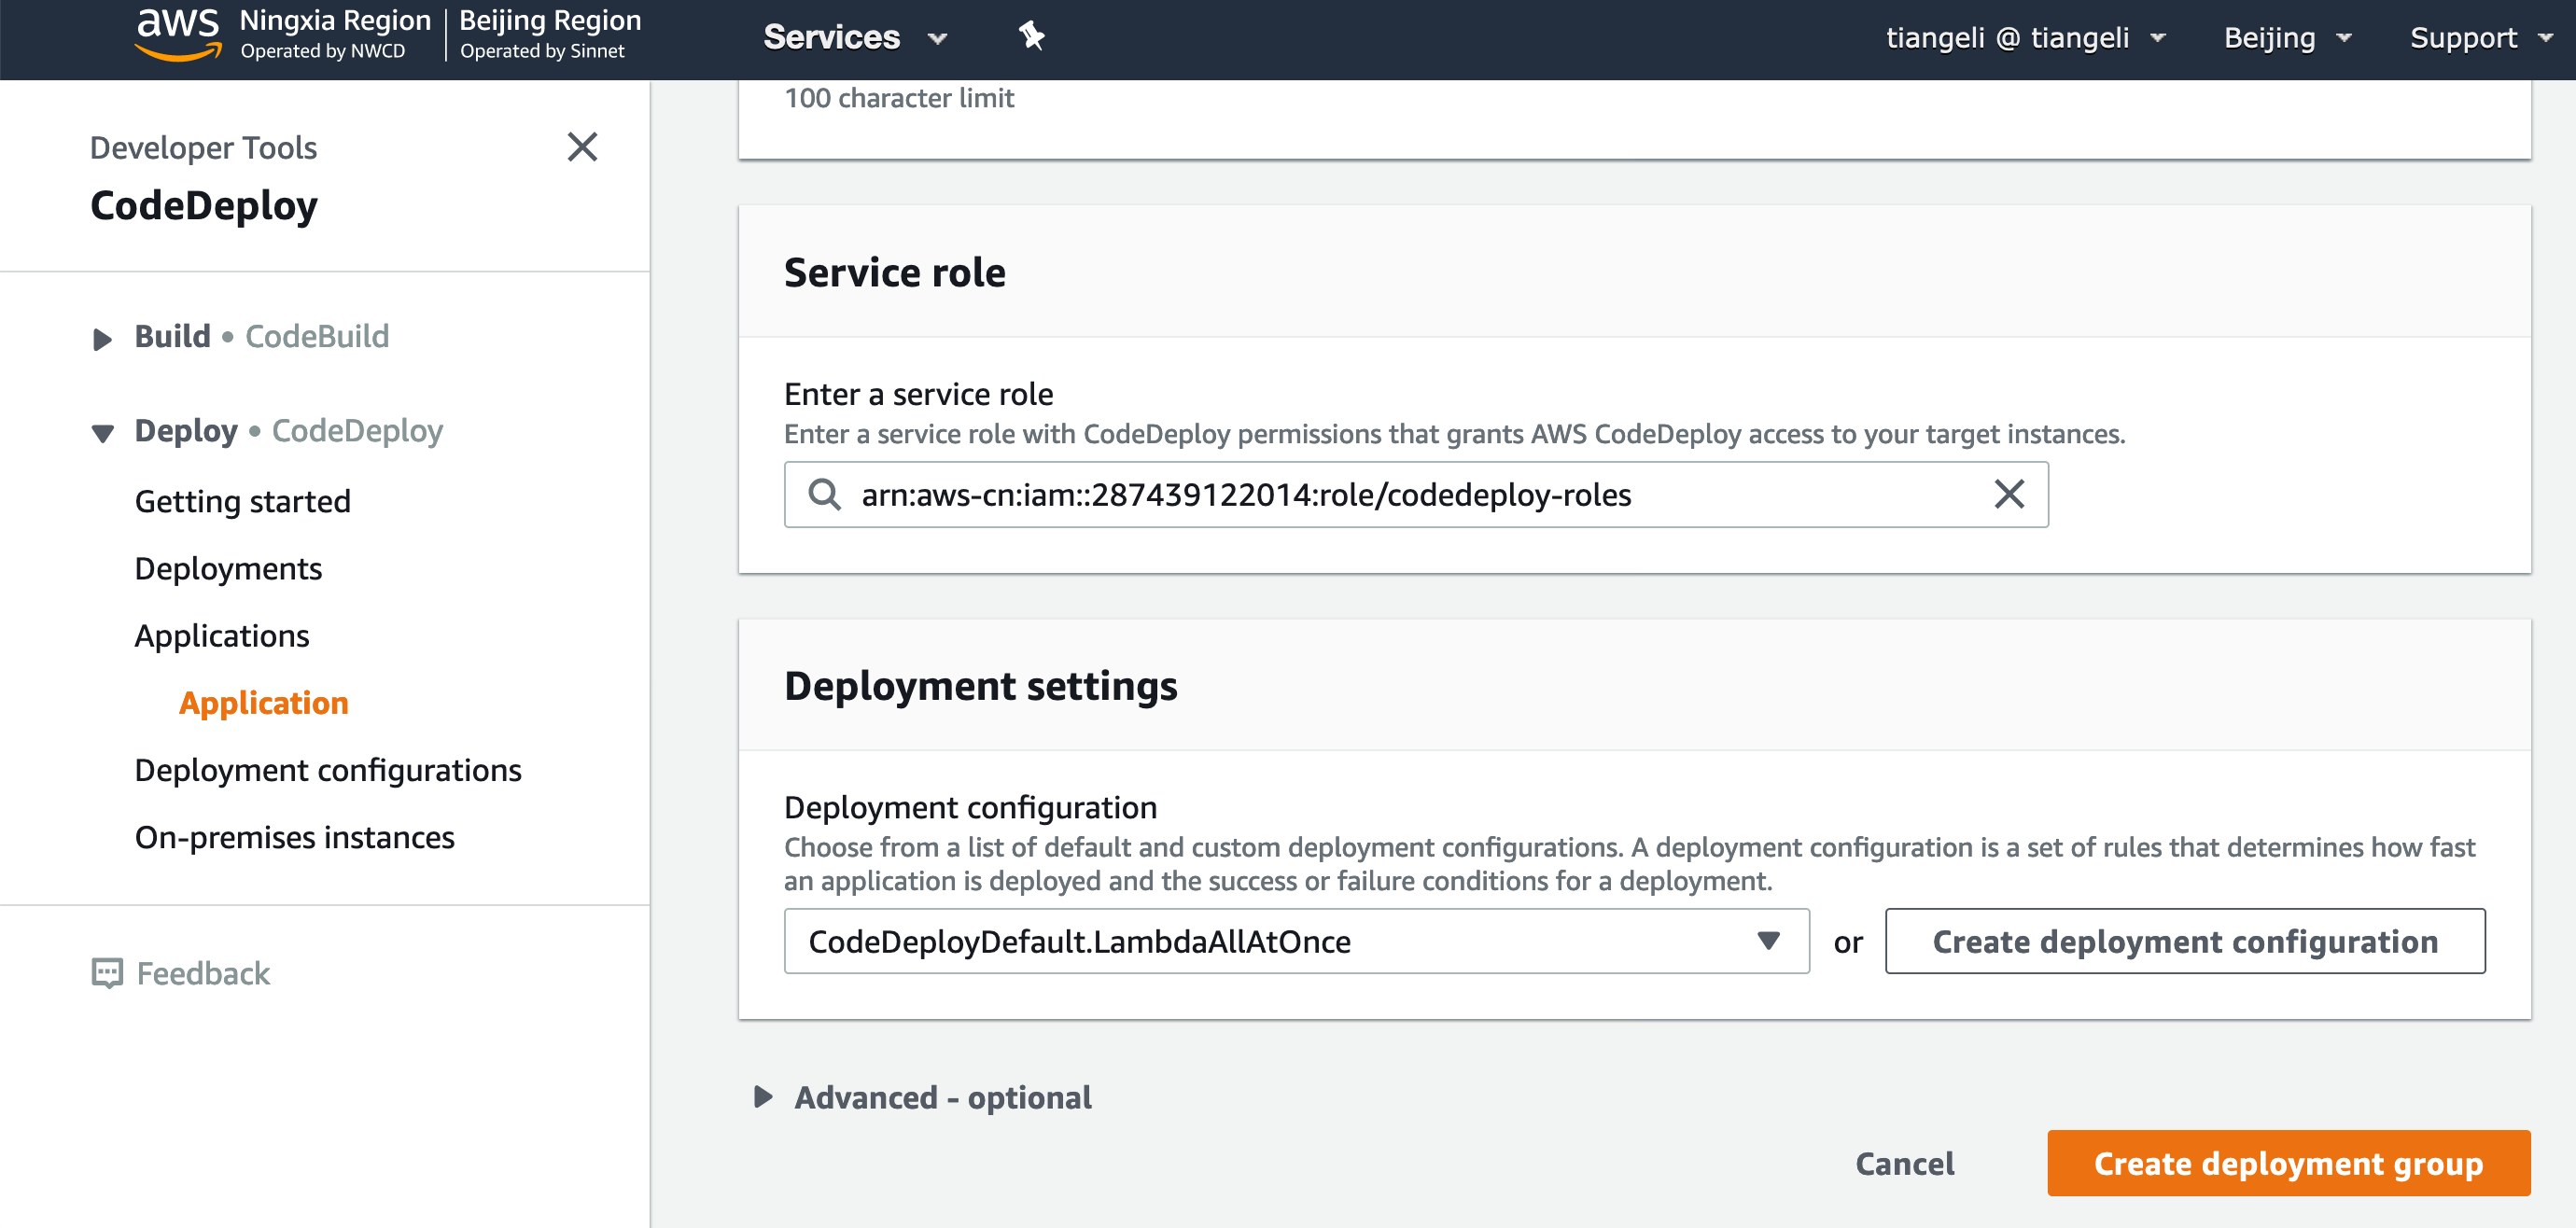 aws
Ningxia Region
Operated by NWCD
Beijing Region
Operated by Sinnet
Services
tiangeli @ tiangeli
Beijing
Support
Developer Tools
CodeDeploy
Build • CodeBuild
Deploy • CodeDeploy
Getting started
Deployments
Applications
Application
Deployment configurations
On-premises instances
Feedback
100 character limit
Service role
Enter a service role
Enter a service role with CodeDeploy permissions that grants AWS CodeDeploy access to your target instances.
arn:aws-cn:iam::287439122014:role/codedeploy-roles
Deployment settings
Deployment configuration
Choose from a list of default and custom deployment configurations. A deployment configuration is a set of rules that determines how fast
an application is deployed and the success or failure conditions for a deployment.
CodeDeployDefault.LambdaAllAtOnce
or
Create deployment configuration
Advanced - optional
Cancel
Create deployment group